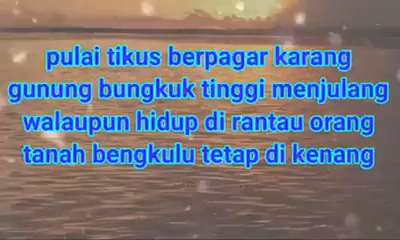 pulai tikus berpagar karang
gunung bungkuk tinggi menjulang
walaupun hidup di rantau orang
tanah bengkulu tetap di kenang